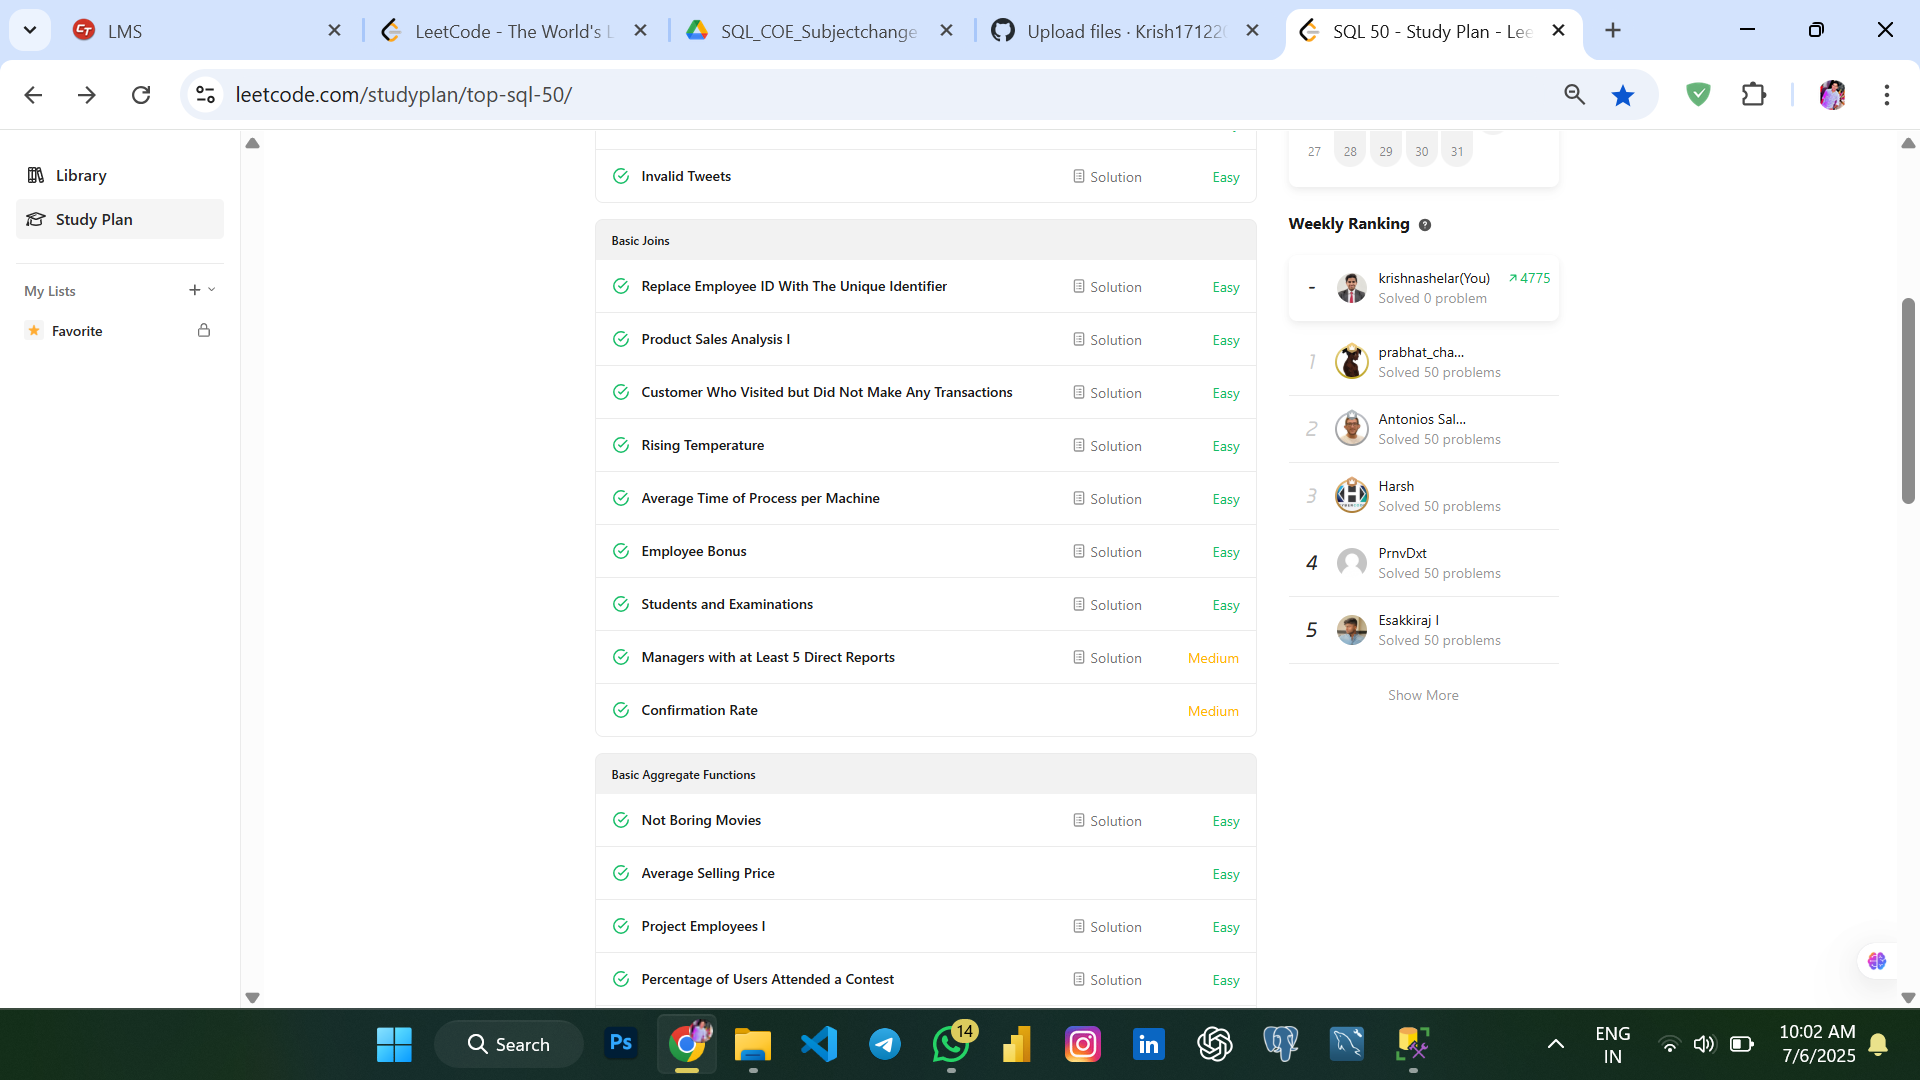 LMS
LeetCode - The World's L
SQL_COE_Subjectchange
Upload files · Krish17122
SQL 50 - Study Plan - Lee
leetcode.com/studyplan/top-sql-50/
Library
Study Plan
My Lists
Favorite
Invalid Tweets Solution Easy
Basic Joins
Replace Employee ID With The Unique Identifier Solution Easy
Product Sales Analysis I Solution Easy
Customer Who Visited but Did Not Make Any Transactions Solution Easy
Rising Temperature Solution Easy
Average Time of Process per Machine Solution Easy
Employee Bonus Solution Easy
Students and Examinations Solution Easy
Managers with at Least 5 Direct Reports Solution Medium
Confirmation Rate Medium
Basic Aggregate Functions
Not Boring Movies Solution Easy
Average Selling Price Easy
Project Employees I Solution Easy
Percentage of Users Attended a Contest Solution Easy
27 28 29 30 31
Weekly Ranking ?
- krishnashelar(You) 4775
Solved 0 problem
1 prabhat_cha...
Solved 50 problems
2 Antonios Sal...
Solved 50 problems
3 Harsh
Solved 50 problems
4 PrnvDxt
Solved 50 problems
5 Esakkiraj I
Solved 50 problems
Show More
Search
Ps
14
in
ENG
IN
10:02 AM
7/6/2025